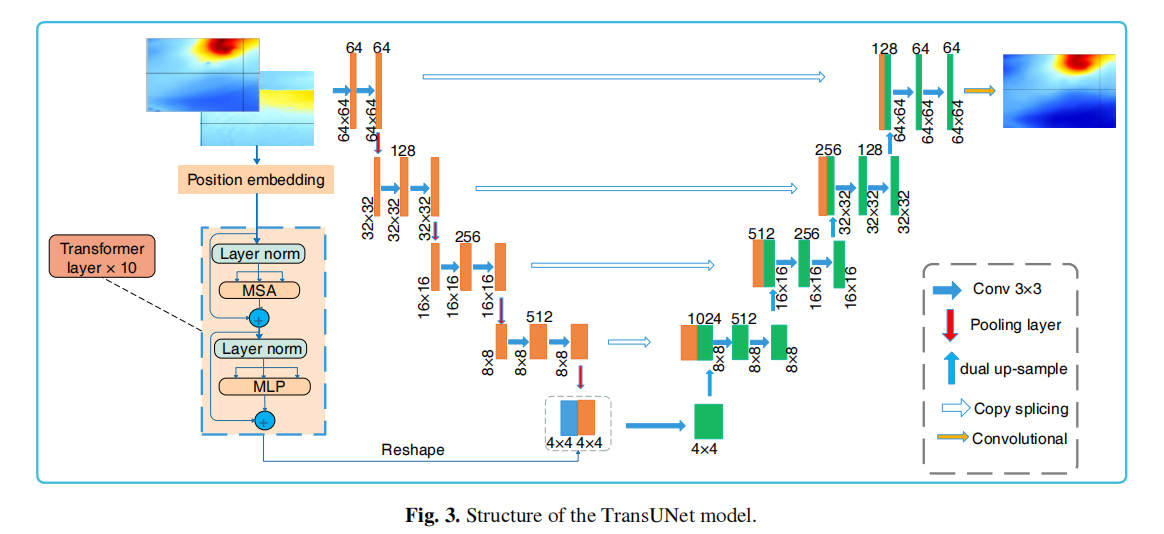 64 64
64×64 64×64
128
32×32 32×32 32×32
256
16×16 16×16 16×16
512
8×8 8×8 8×8
4×4 4×4
4×4
1024 512
8×8 8×8 8×8
512 256
16×16 16×16 16×16
256 128
32×32 32×32 32×32
128 64 64
64×64 64×64 64×64
Position embedding
Transformer
layer × 10
Layer norm
MSA
+
Layer norm
MLP
+
Reshape
Conv 3×3
Pooling layer
dual up-sample
Copy splicing
Convolutional
Fig. 3. Structure of the TransUNet model.